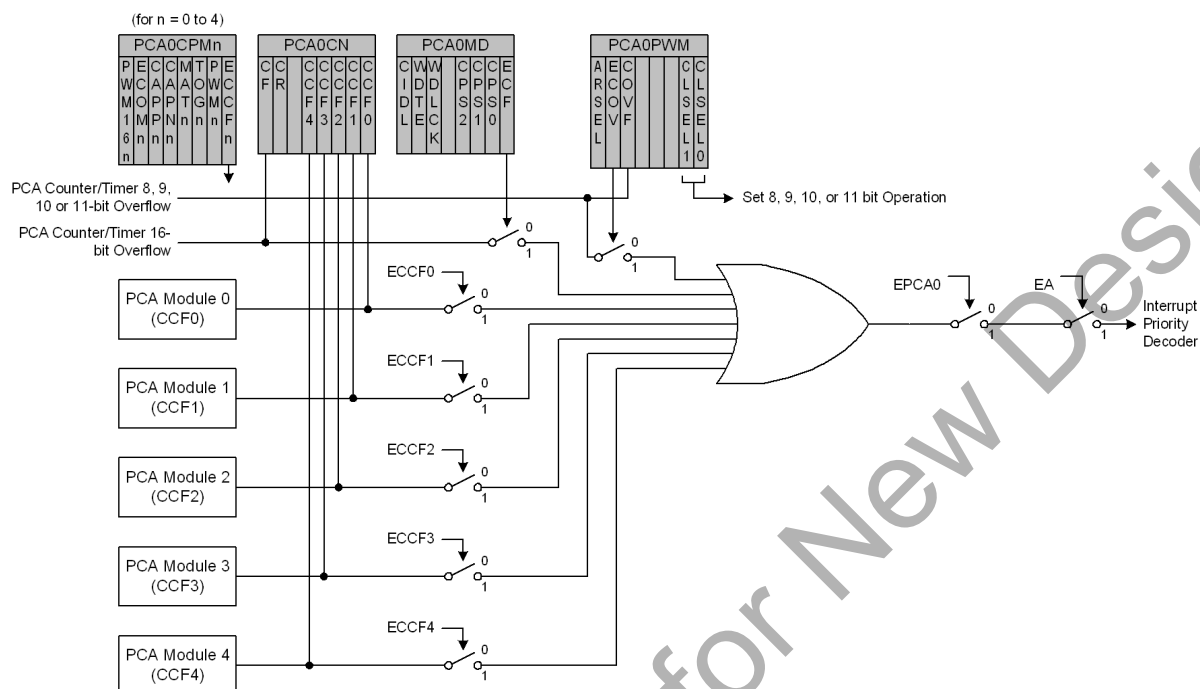 (for n = 0 to 4)
PCA0CPMn
PWM16n
ECOMn
CAPPn
CAPNn
MATn
TOGn
PWMn
ECCFn
PCA0CN
CF
CR
CCF4
CCF3
CCF2
CCF1
CCF0
PCA0MD
CIDL
WDTE
WDLCK
CPS2
CPS1
CPS0
ECF
PCA0PWM
ARSEL
ECOV
COVF
CLSEL1
CLSEL0
PCA Counter/Timer 8, 9,
10 or 11-bit Overflow
Set 8, 9, 10, or 11 bit Operation
PCA Counter/Timer 16-
bit Overflow
0
1
0
1
PCA Module 0
(CCF0)
ECCF0
0
1
EPCA0
0
1
EA
0
1
Interrupt
Priority
Decoder
PCA Module 1
(CCF1)
ECCF1
0
1
PCA Module 2
(CCF2)
ECCF2
0
1
PCA Module 3
(CCF3)
ECCF3
0
1
PCA Module 4
(CCF4)
ECCF4
0
1
for New Desig